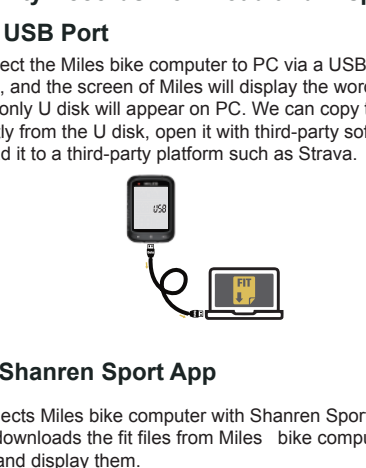 USB Port
ect the Miles bike computer to PC via a USB
, and the screen of Miles will display the wor
only U disk will appear on PC. We can copy
tly from the U disk, open it with third-party sof
d it to a third-party platform such as Strava.
USB
FIT
Shanren Sport App
ects Miles bike computer with Shanren Spor
downloads the fit files from Miles bike compu
and display them.